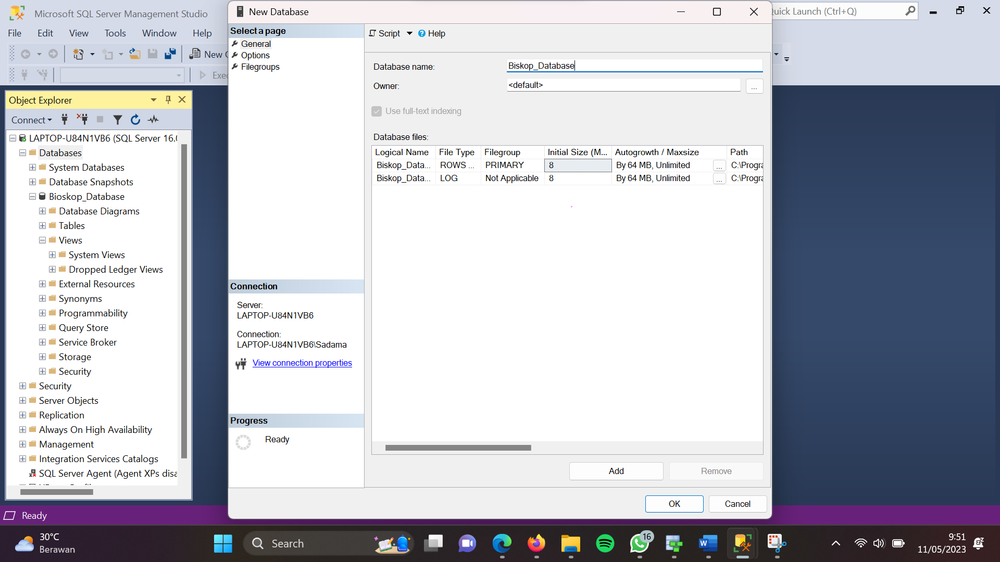 Microsoft SQL Server Management Studio
New Database
uick Launch (Ctrl+Q)
File Edit View Tools Window Help
New
Exe
Object Explorer
Connect
LAPTOP-U84N1VB6 (SQL Server 16.
Databases
System Databases
Database Snapshots
Bioskop_Database
Database Diagrams
Tables
Views
System Views
Dropped Ledger Views
External Resources
Synonyms
Programmability
Query Store
Service Broker
Storage
Security
Security
Server Objects
Replication
Always On High Availability
Management
Integration Services Catalogs
SQL Server Agent (Agent XPs disa
Select a page
General
Options
Filegroups
Connection
Server:
LAPTOP-U84N1VB6
Connection:
LAPTOP-U84N1VB6\Sadama
View connection properties
Progress
Ready
Script Help
Database name: Biskop_Database
Owner: <default> ...
Use full-text indexing
Database files:
Logical Name File Type Filegroup Initial Size (M... Autogrowth / Maxsize Path
Biskop_Data... ROWS ... PRIMARY 8 By 64 MB, Unlimited ... C:\Progra
Biskop_Data... LOG Not Applicable 8 By 64 MB, Unlimited ... C:\Progra
Add Remove
OK Cancel
Ready
30°C
Berawan
Search
16
9:51
11/05/2023